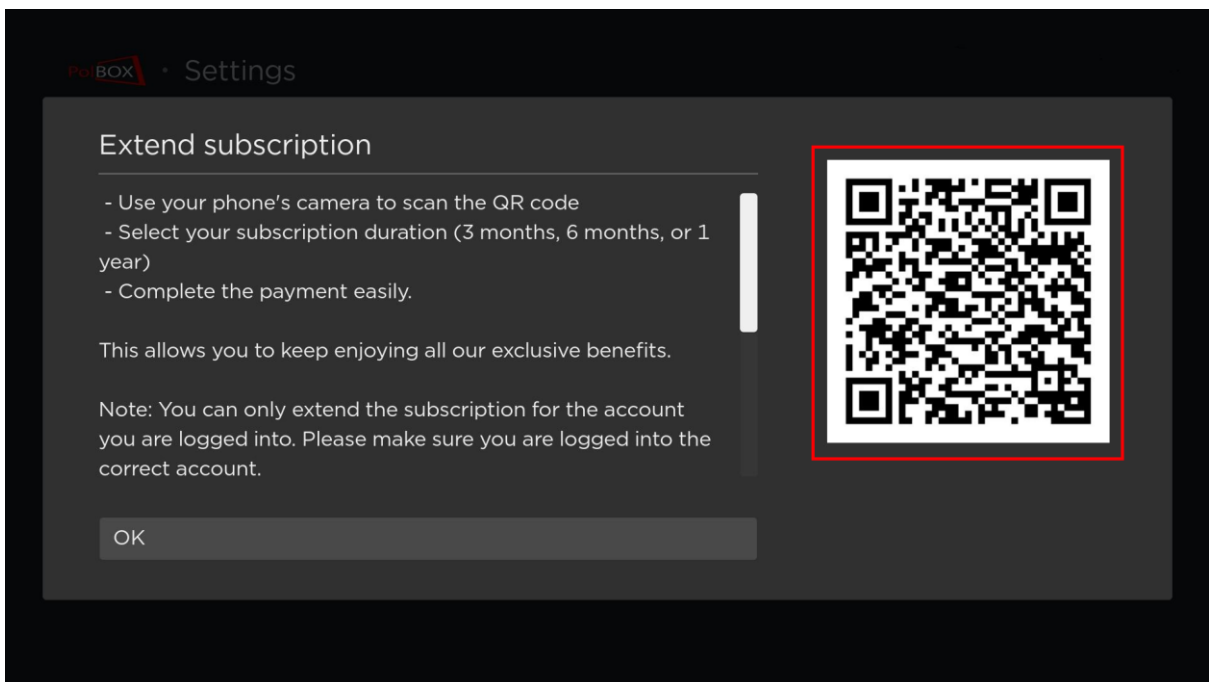 PolBOX · Settings
Extend subscription
- Use your phone's camera to scan the QR code
- Select your subscription duration (3 months, 6 months, or 1
year)
- Complete the payment easily.
This allows you to keep enjoying all our exclusive benefits.
Note: You can only extend the subscription for the account
you are logged into. Please make sure you are logged into the
correct account.
OK